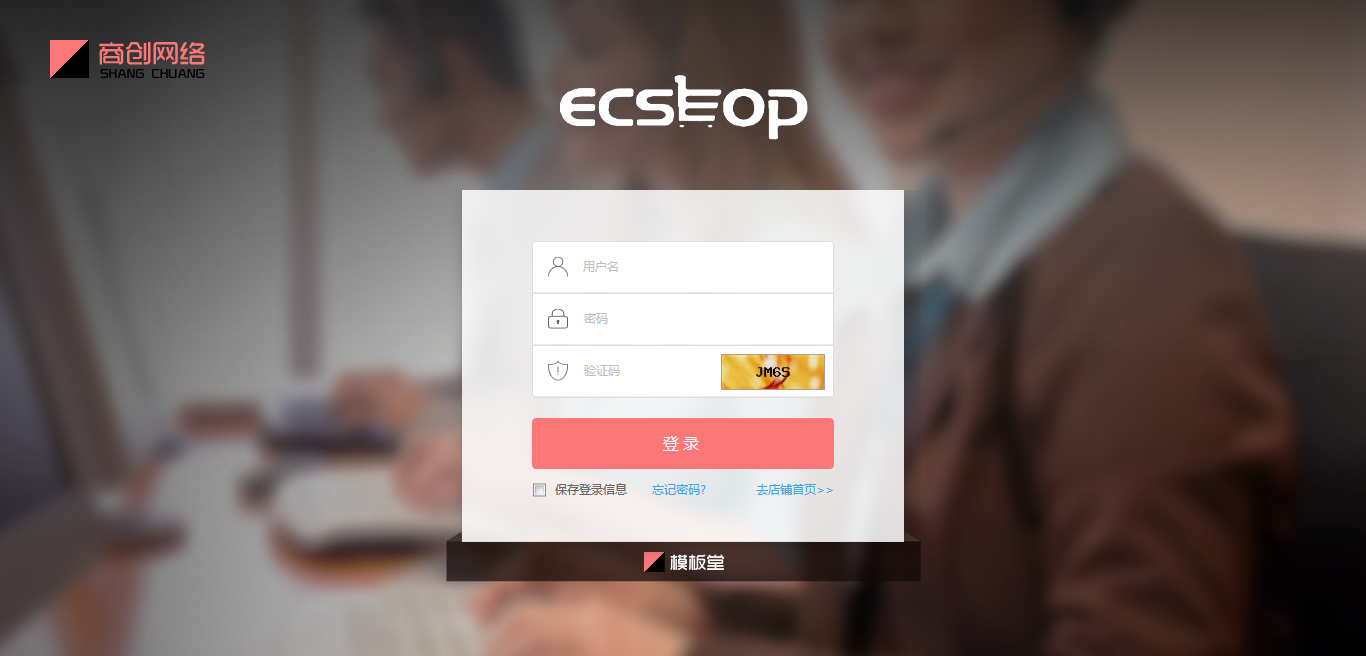 商创网络
SHANG CHUANG
ecshop
用户名
密码
验证码
JM6S
登录
保存登录信息 忘记密码? 去店铺首页>>
模板堂